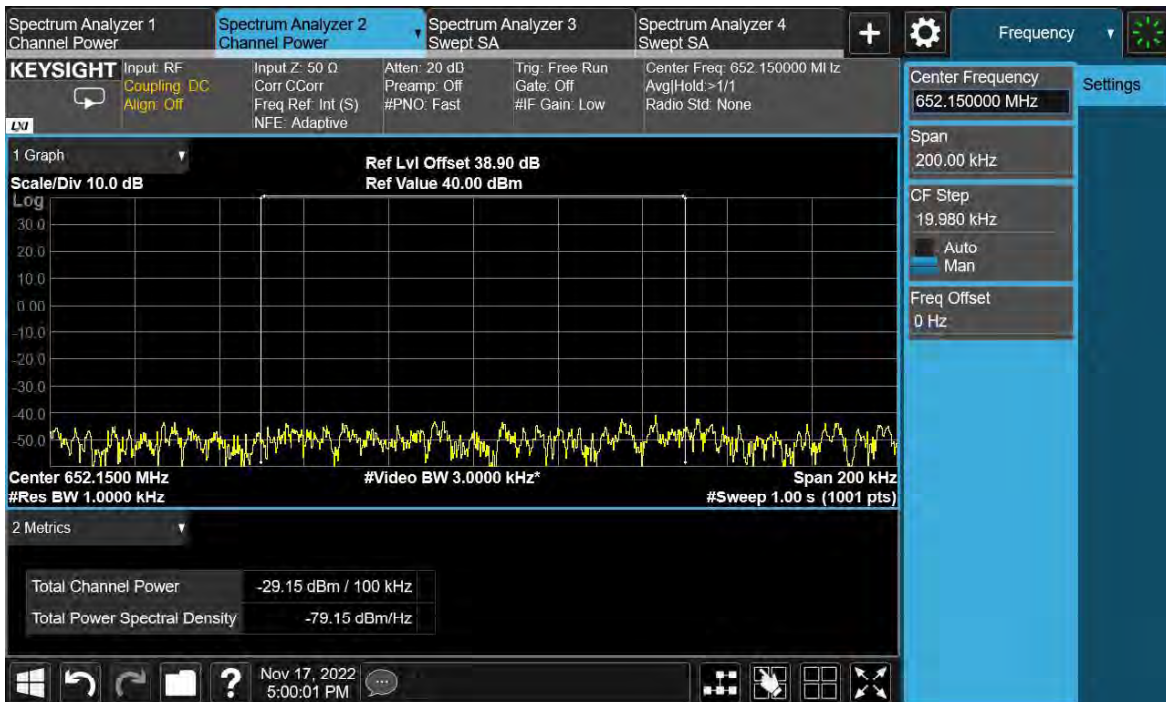 Spectrum Analyzer 1
Channel Power
Spectrum Analyzer 2
Channel Power
Spectrum Analyzer 3
Swept SA
Spectrum Analyzer 4
Swept SA
+
Frequency
KEYSIGHT
LXI
Input: RF
Coupling: DC
Align: Off
Input Z: 50 Ω
Corr CCorr
Freq Ref: Int (S)
NFE: Adaptive
Atten: 20 dB
Preamp: Off
#PNO: Fast
Trig: Free Run
Gate: Off
#IF Gain: Low
Center Freq: 652.150000 MHz
Avg|Hold:>1/1
Radio Std: None
Center Frequency
652.150000 MHz
Settings
Span
200.00 kHz
CF Step
19.980 kHz
Auto
Man
Freq Offset
0 Hz
1 Graph
Scale/Div 10.0 dB
Ref Lvl Offset 38.90 dB
Ref Value 40.00 dBm
Log
30.0
20.0
10.0
0.00
-10.0
-20.0
-30.0
-40.0
-50.0
Center 652.1500 MHz
#Video BW 3.0000 kHz*
Span 200 kHz
#Res BW 1.0000 kHz
#Sweep 1.00 s (1001 pts)
2 Metrics
Total Channel Power -29.15 dBm / 100 kHz
Total Power Spectral Density -79.15 dBm/Hz
?
Nov 17, 2022
5:00:01 PM